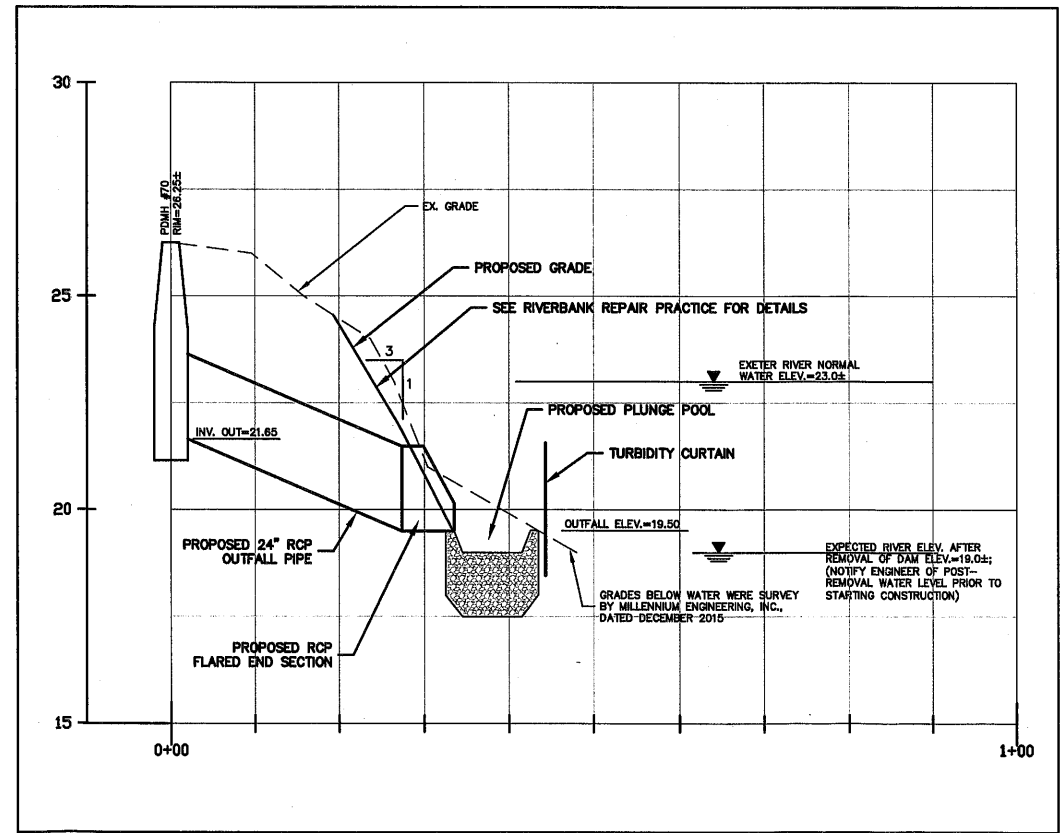 30
25
20
15
0+00
1+00
PDMH #70
RIM=26.25±
EX. GRADE
PROPOSED GRADE
SEE RIVERBANK REPAIR PRACTICE FOR DETAILS
3
1
EXETER RIVER NORMAL
WATER ELEV.=23.0±
PROPOSED PLUNGE POOL
TURBIDITY CURTAIN
INV. OUT=21.65
OUTFALL ELEV.=19.50
PROPOSED 24" RCP
OUTFALL PIPE
EXPECTED RIVER ELEV. AFTER
REMOVAL OF DAM ELEV.=19.0±;
(NOTIFY ENGINEER OF POST-
REMOVAL WATER LEVEL PRIOR TO
STARTING CONSTRUCTION)
GRADES BELOW WATER WERE SURVEY
BY MILLENNIUM ENGINEERING, INC.,
DATED DECEMBER 2015
PROPOSED RCP
FLARED END SECTION